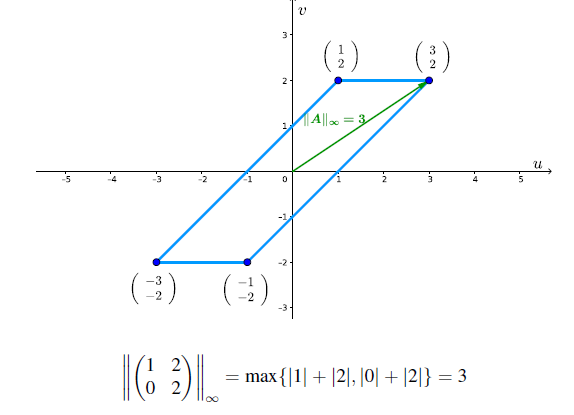 v
3
( 1 2 ) ( 3 2 )
2
‖A‖∞ = 3
1
u
-5 -4 -3 -2 -1 0 1 2 3 4 5
-1
-2
( −3 −2 ) ( −1 −2 )
-3
‖( 1 2 0 2 )‖∞ = max{|1| + |2|, |0| + |2|} = 3